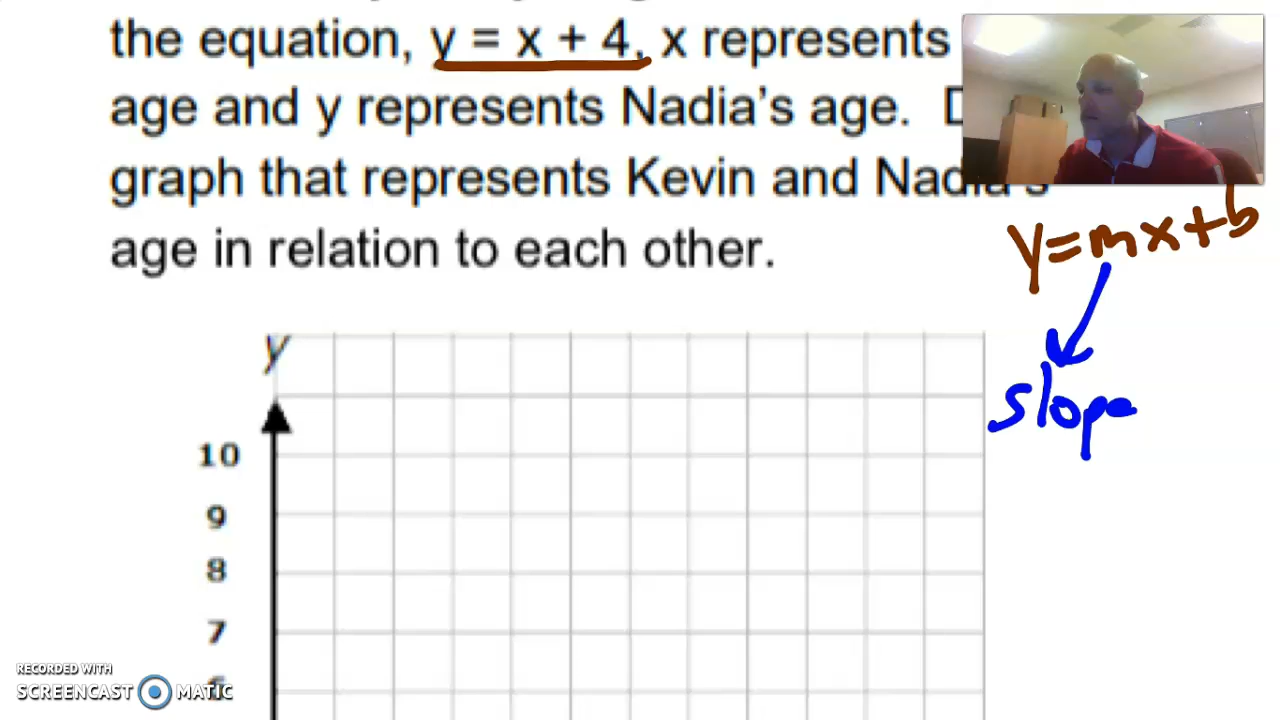 the equation, y = x + 4, x represents
age and y represents Nadia's age.
graph that represents Kevin and Nadia's
age in relation to each other.
y=mx+b
slope
y
10
9
8
7
RECORDED WITH
SCREENCAST MATIC